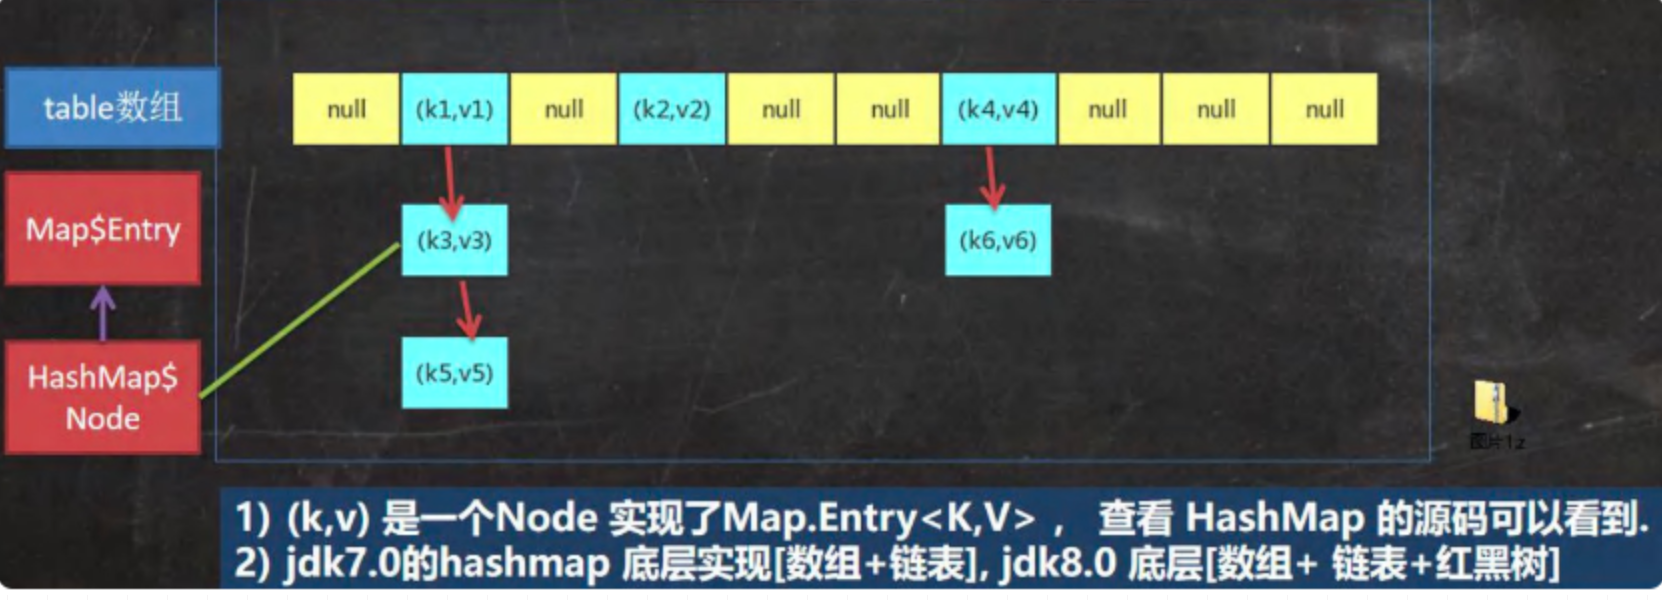 table数组
null
(k1,v1)
null
(k2,v2)
null
null
(k4,v4)
null
null
null
Map$Entry
(k3,v3)
(k6,v6)
HashMap$
Node
(k5,v5)
图片1z
1) (k,v) 是一个Node 实现了Map.Entry<K,V> ， 查看 HashMap 的源码可以看到.
2) jdk7.0的hashmap 底层实现[数组+链表], jdk8.0 底层[数组+ 链表+红黑树]